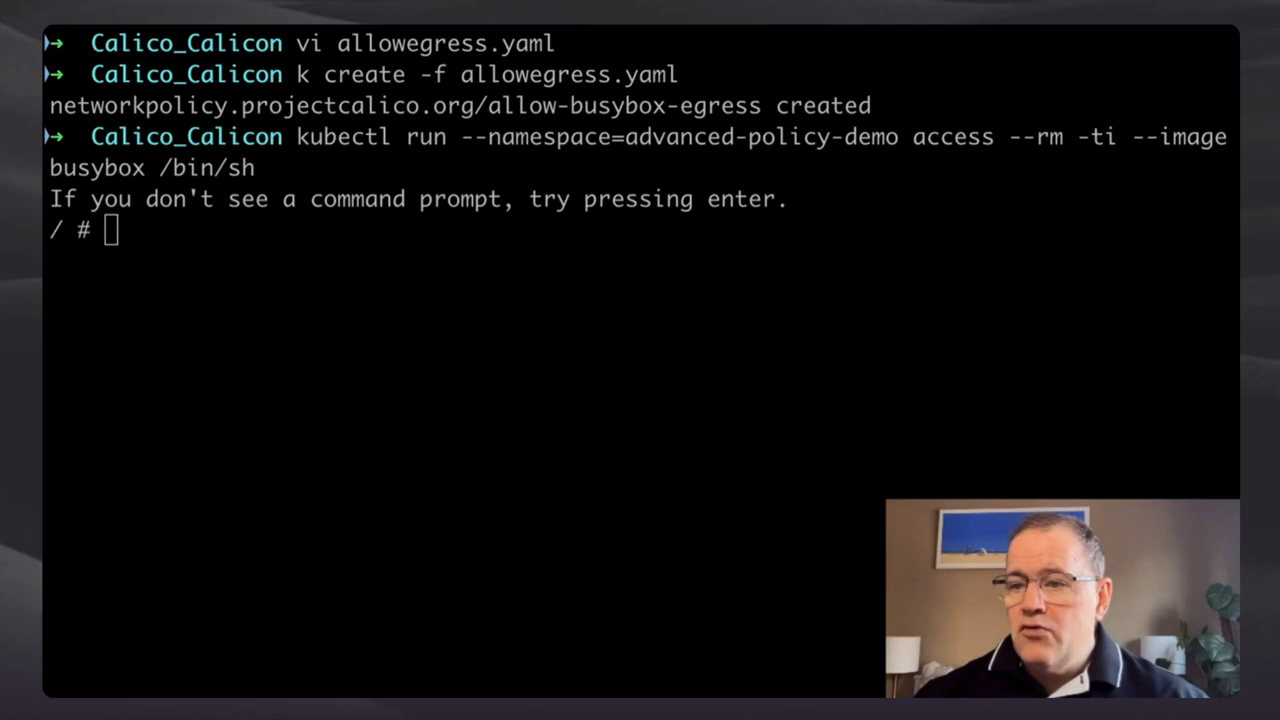 ➜ Calico_Calicon vi allowegress.yaml
➜ Calico_Calicon k create -f allowegress.yaml
networkpolicy.projectcalico.org/allow-busybox-egress created
➜ Calico_Calicon kubectl run --namespace=advanced-policy-demo access --rm -ti --image
busybox /bin/sh
If you don't see a command prompt, try pressing enter.
/ #